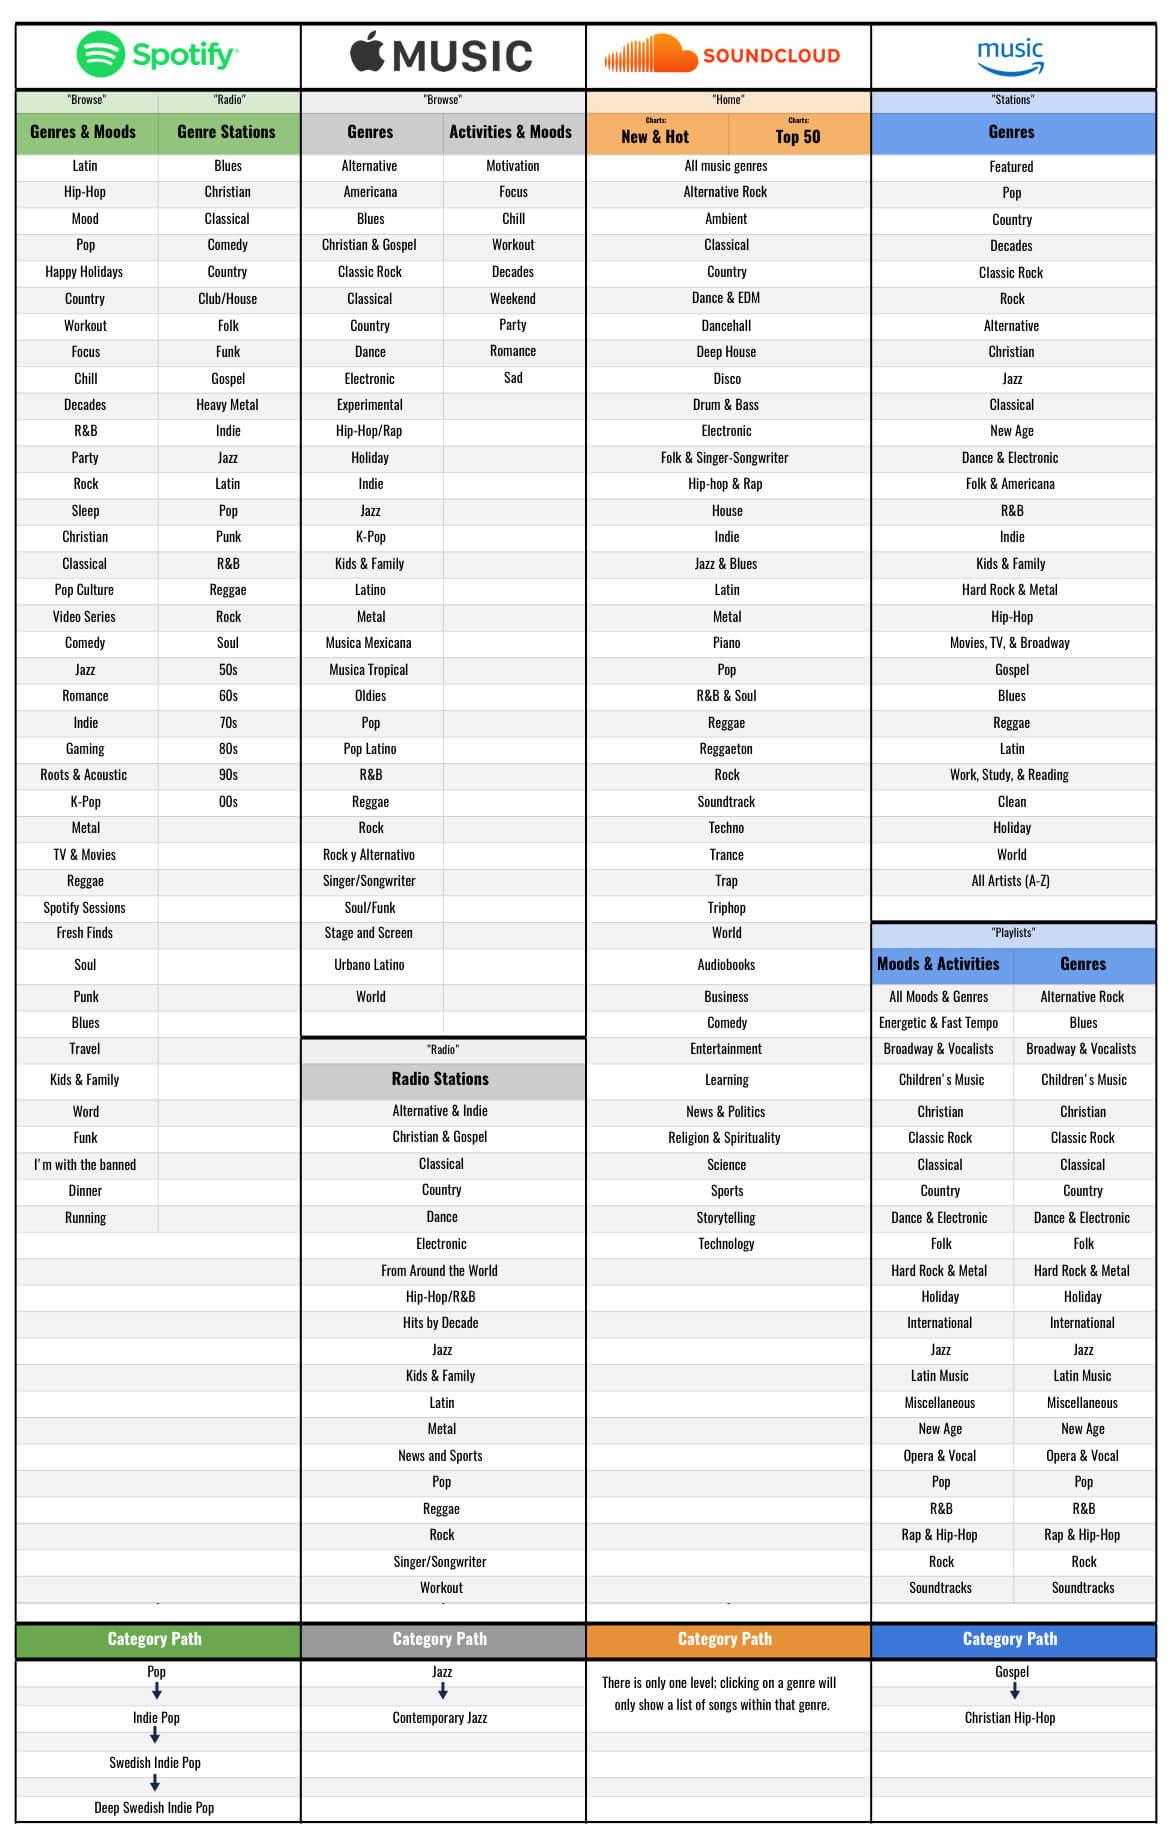 Spotify
MUSIC
SOUNDCLOUD
music
"Browse"
"Radio"
Genres & Moods
Genre Stations
Latin
Hip-Hop
Mood
Pop
Happy Holidays
Country
Workout
Focus
Chill
Decades
R&B
Party
Rock
Sleep
Christian
Classical
Pop Culture
Video Series
Comedy
Jazz
Romance
Indie
Gaming
Roots & Acoustic
K-Pop
Metal
TV & Movies
Reggae
Spotify Sessions
Fresh Finds
Soul
Punk
Blues
Travel
Kids & Family
Word
Funk
I'm with the banned
Dinner
Running
Blues
Christian
Classical
Comedy
Country
Club/House
Folk
Funk
Gospel
Heavy Metal
Indie
Jazz
Latin
Pop
Punk
R&B
Reggae
Rock
Soul
50s
60s
70s
80s
90s
00s
"Browse"
Genres
Activities & Moods
Alternative
Americana
Blues
Christian & Gospel
Classic Rock
Classical
Country
Dance
Electronic
Experimental
Hip-Hop/Rap
Holiday
Indie
Jazz
K-Pop
Kids & Family
Latino
Metal
Musica Mexicana
Musica Tropical
Oldies
Pop
Pop Latino
R&B
Reggae
Rock
Rock y Alternativo
Singer/Songwriter
Soul/Funk
Stage and Screen
Urbano Latino
World
Motivation
Focus
Chill
Workout
Decades
Weekend
Party
Romance
Sad
"Radio"
Radio Stations
Alternative & Indie
Christian & Gospel
Classical
Country
Dance
Electronic
From Around the World
Hip-Hop/R&B
Hits by Decade
Jazz
Kids & Family
Latin
Metal
News and Sports
Pop
Reggae
Rock
Singer/Songwriter
Workout
"Home"
Charts:
New & Hot
Charts:
Top 50
All music genres
Alternative Rock
Ambient
Classical
Country
Dance & EDM
Dancehall
Deep House
Disco
Drum & Bass
Electronic
Folk & Singer-Songwriter
Hip-hop & Rap
House
Indie
Jazz & Blues
Latin
Metal
Piano
Pop
R&B & Soul
Reggae
Reggaeton
Rock
Soundtrack
Techno
Trance
Trap
Triphop
World
Audiobooks
Business
Comedy
Entertainment
Learning
News & Politics
Religion & Spirituality
Science
Sports
Storytelling
Technology
"Stations"
Genres
Featured
Pop
Country
Decades
Classic Rock
Rock
Alternative
Christian
Jazz
Classical
New Age
Dance & Electronic
Folk & Americana
R&B
Indie
Kids & Family
Hard Rock & Metal
Hip-Hop
Movies, TV, & Broadway
Gospel
Blues
Reggae
Latin
Work, Study, & Reading
Clean
Holiday
World
All Artists (A-Z)
"Playlists"
Moods & Activities
Genres
All Moods & Genres
Energetic & Fast Tempo
Broadway & Vocalists
Children's Music
Christian
Classic Rock
Classical
Country
Dance & Electronic
Folk
Hard Rock & Metal
Holiday
International
Jazz
Latin Music
Miscellaneous
New Age
Opera & Vocal
Pop
R&B
Rap & Hip-Hop
Rock
Soundtracks
Alternative Rock
Blues
Broadway & Vocalists
Children's Music
Christian
Classic Rock
Classical
Country
Dance & Electronic
Folk
Hard Rock & Metal
Holiday
International
Jazz
Latin Music
Miscellaneous
New Age
Opera & Vocal
Pop
R&B
Rap & Hip-Hop
Rock
Soundtracks
Category Path
Pop
Indie Pop
Swedish Indie Pop
Deep Swedish Indie Pop
Category Path
Jazz
Contemporary Jazz
Category Path
There is only one level; clicking on a genre will
only show a list of songs within that genre.
Category Path
Gospel
Christian Hip-Hop